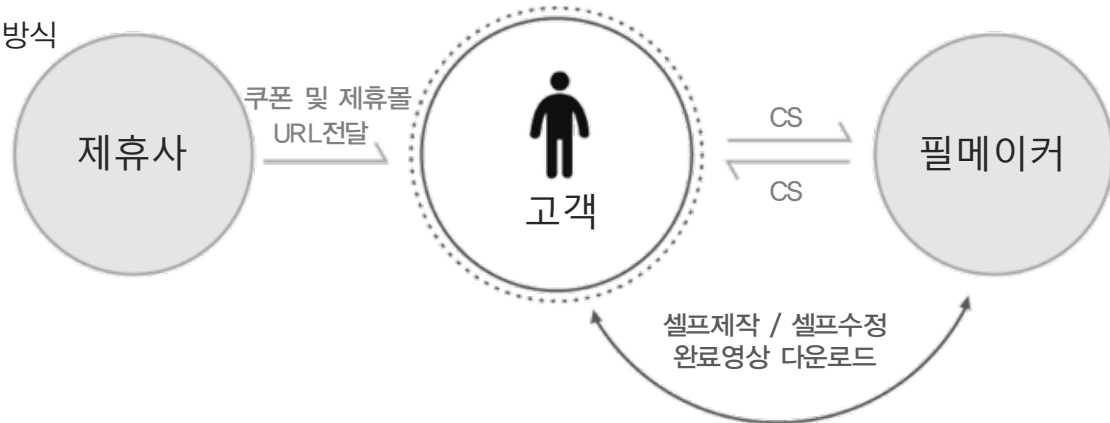 방식
제휴사
쿠폰 및 제휴몰
URL전달
고객
CS
CS
필메이커
셀프제작 / 셀프수정
완료영상 다운로드